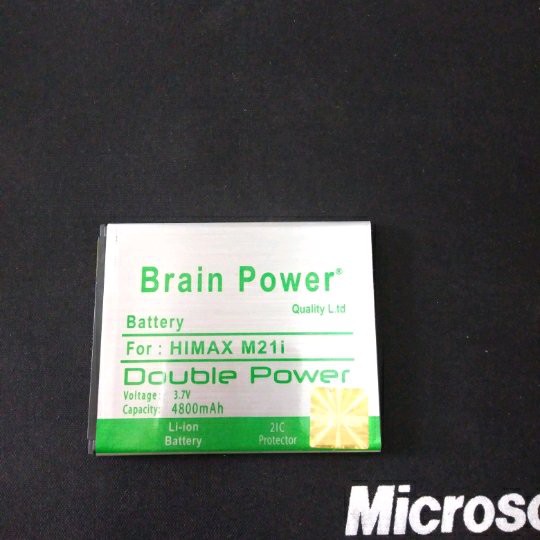 Brain Power®
Quality L.td
Battery
For : HIMAX M21i
Double Power
Voltage: 3.7V
Capacity: 4800mAh
Li-ion
Battery
2IC
Protector
Microso